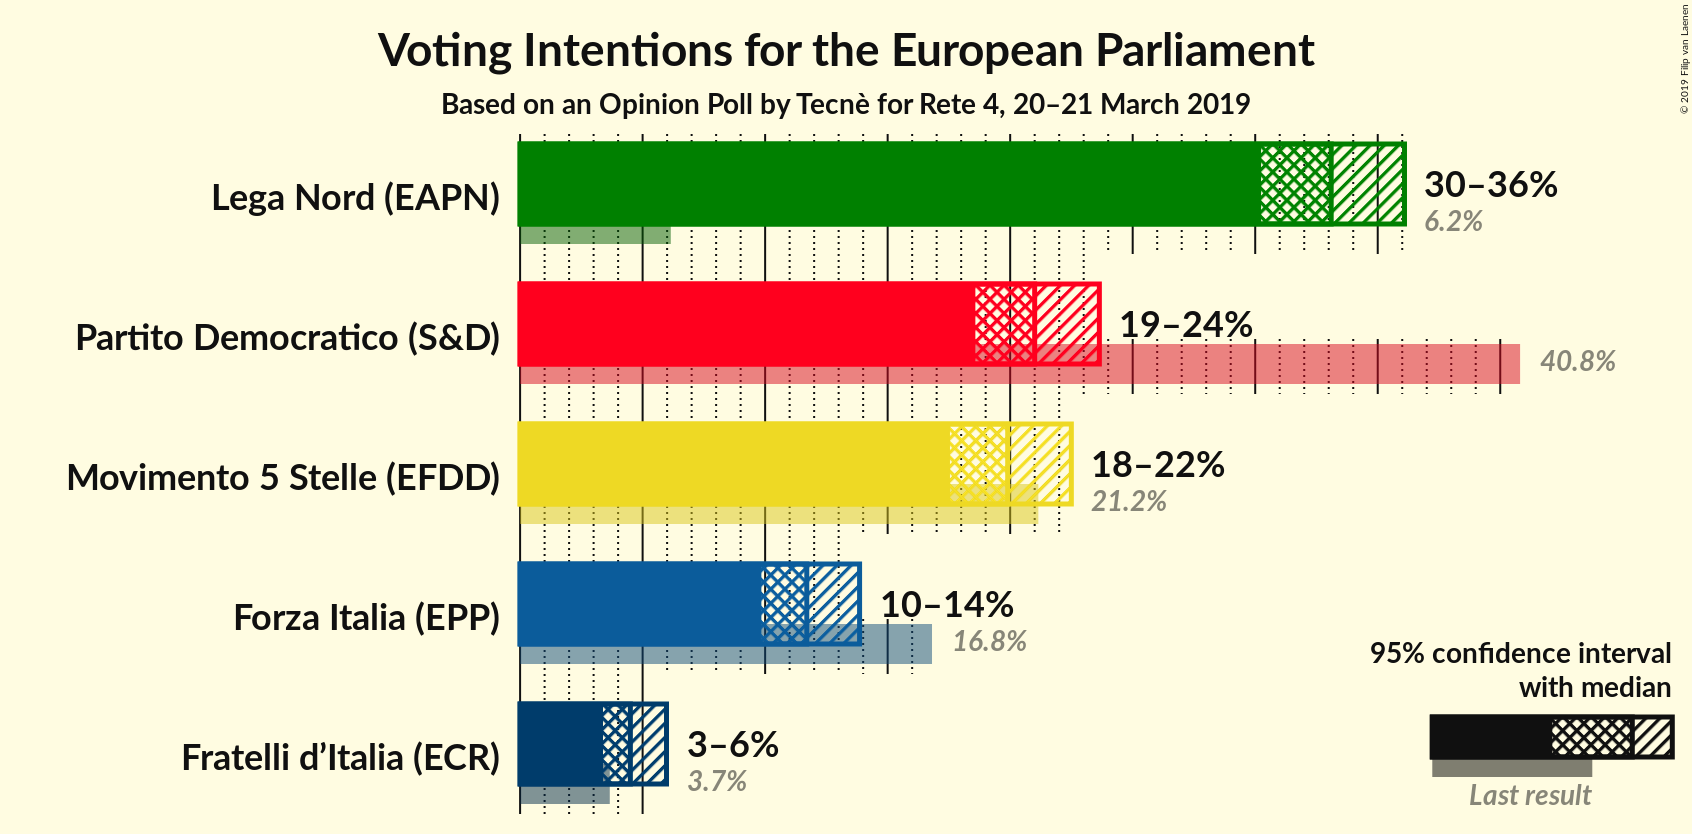 Voting Intentions for the European Parliament
Based on an Opinion Poll by Tecnè for Rete 4, 20–21 March 2019
© 2019 Filip van Laenen
Lega Nord (EAPN)
30–36%
6.2%
Partito Democratico (S&D)
19–24%
40.8%
Movimento 5 Stelle (EFDD)
18–22%
21.2%
Forza Italia (EPP)
10–14%
16.8%
Fratelli d’Italia (ECR)
3–6%
3.7%
95% confidence interval
with median
Last result